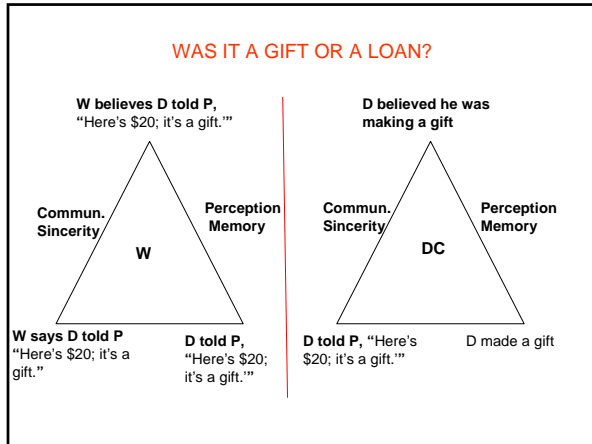 WAS IT A GIFT OR A LOAN?
W believes D told P,
“Here’s $20; it’s a gift.’”
Commun.
Sincerity
Perception
Memory
W
W says D told P
“Here’s $20; it’s a
gift.”
D told P,
“Here’s $20;
it’s a gift.’”
D believed he was
making a gift
Commun.
Sincerity
Perception
Memory
DC
D told P, “Here’s
$20; it’s a gift.’”
D made a gift